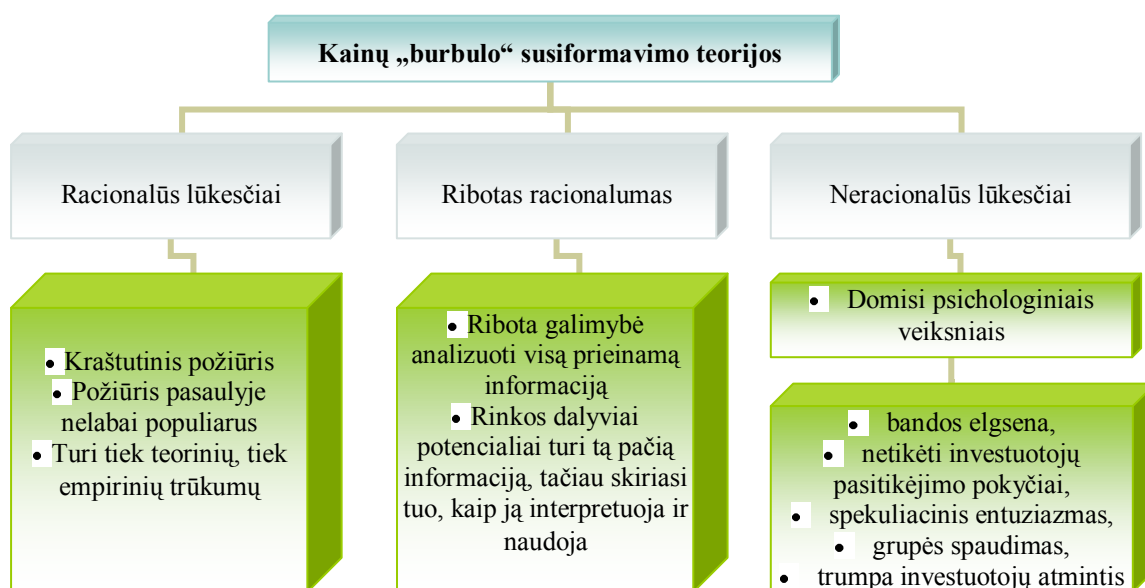 Kainų „burbulo“ susiformavimo teorijos
Racionalūs lūkesčiai
Ribotas racionalumas
Neracionalūs lūkesčiai
• Kraštutinis požiūris
• Požiūris pasaulyje
nelabai populiarus
• Turi tiek teorinių, tiek
empirinių trūkumų
• Ribota galimybė
analizuoti visą prieinamą
informaciją
• Rinkos dalyviai
potencialiai turi tą pačią
informaciją, tačiau skiriasi
tuo, kaip ją interpretuoja ir
naudoja
• Domisi psichologiniais
veiksniais
• bandos elgsena,
• netikėti investuotojų
pasitikėjimo pokyčiai,
• spekuliacinis entuziazmas,
• grupės spaudimas,
• trumpa investuotojų atmintis